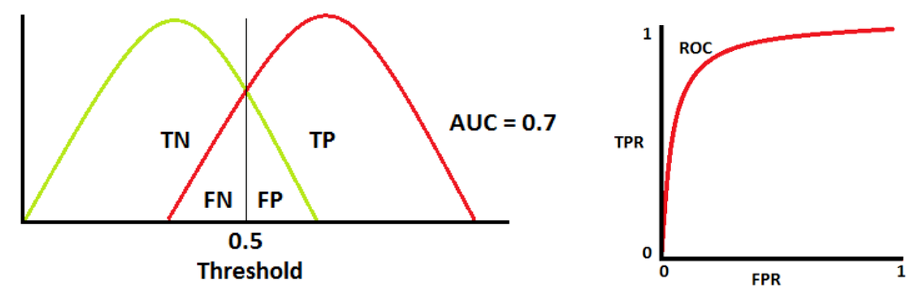 TN
TP
AUC = 0.7
FN
FP
0.5
Threshold
1
ROC
TPR
0
0
1
FPR